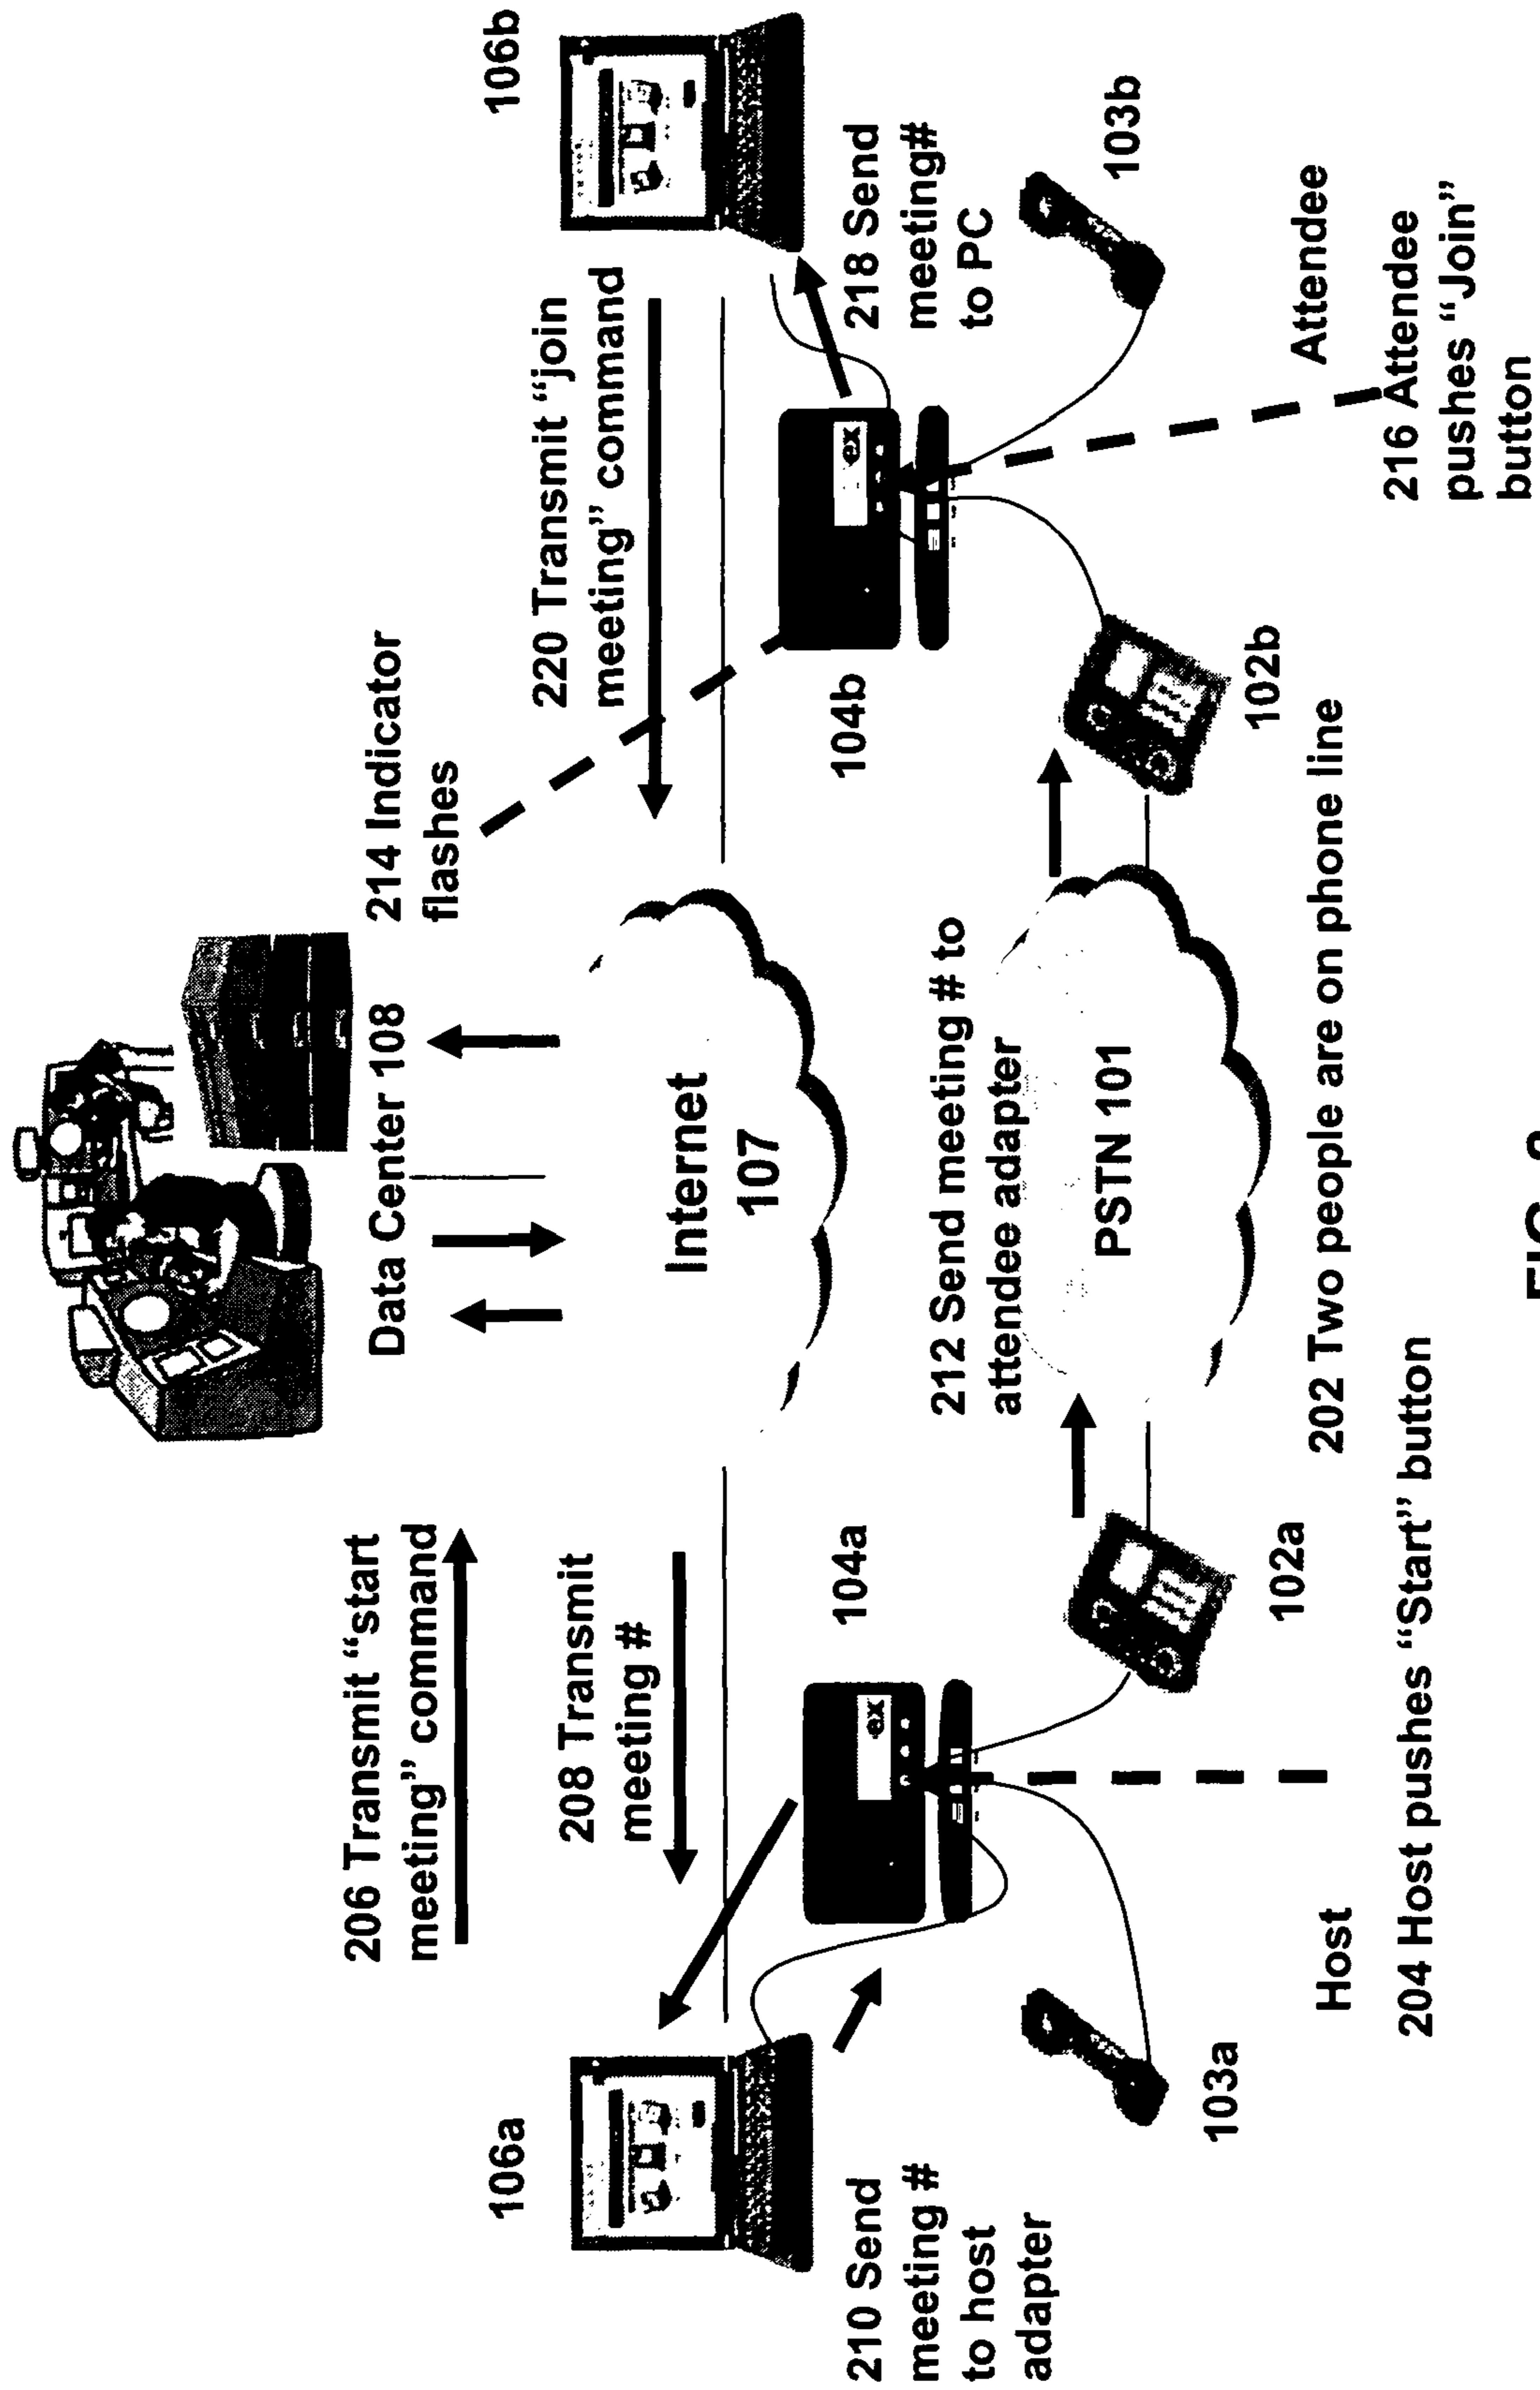 Data Center 108
214 Indicator
flashes
206 Transmit “start
meeting” command
106a
208 Transmit
meeting #
Internet
107
220 Transmit “join
meeting” command
106b
210 Send
meeting #
to host
adapter
104a
ex
212 Send meeting # to
attendee adapter
104b
ex
218 Send
meeting#
to PC
PSTN 101
103a
102a
102b
103b
Host
202 Two people are on phone line
Attendee
204 Host pushes “Start” button
216 Attendee
pushes “Join”
button